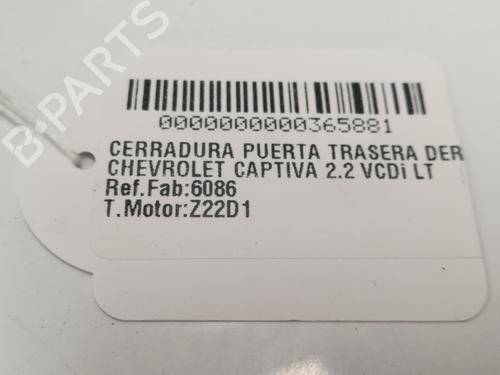 0000000000365881
CERRADURA PUERTA TRASERA DER
CHEVROLET CAPTIVA 2.2 VCDi LT
Ref.Fab:6086
T.Motor:Z22D1
B-PARTS